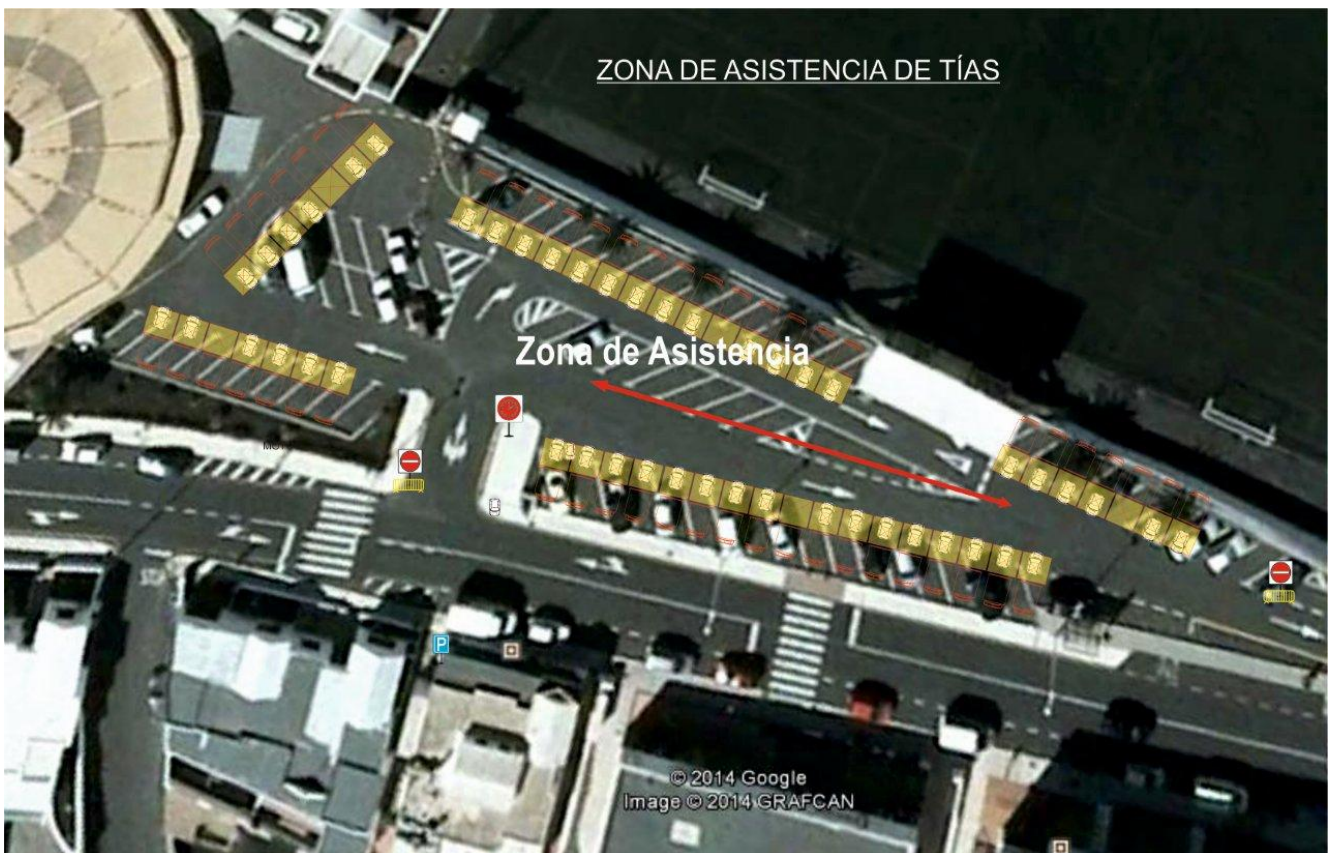 ZONA DE ASISTENCIA DE TÍAS
Zona de Asistencia
P
© 2014 Google
Image © 2014 GRAFCAN